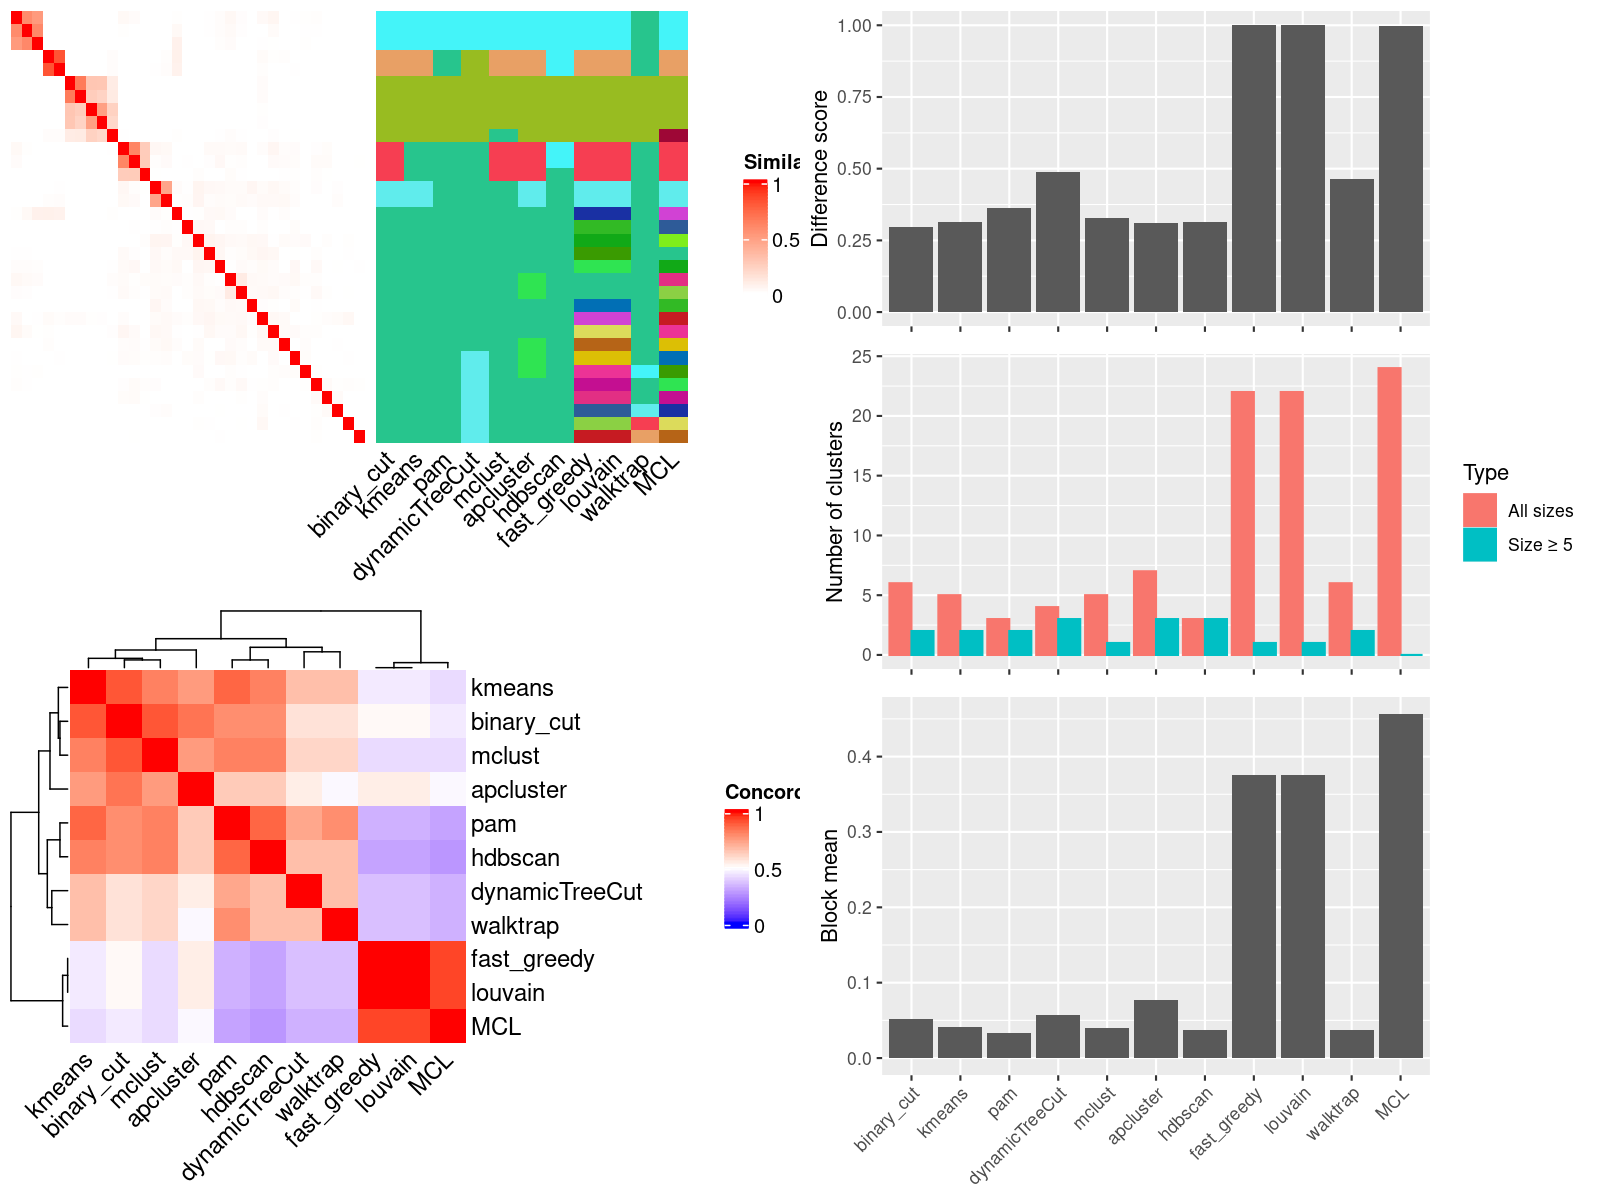 Simila
1
0.5
0
binary_cut
kmeans
pam
dynamicTreeCut
mclust
apcluster
hdbscan
fast_greedy
louvain
walktrap
MCL
Difference score
1.00
0.75
0.50
0.25
0.00
Number of clusters
25
20
15
10
5
0
Type
All sizes
Size ≥ 5
Block mean
0.4
0.3
0.2
0.1
0.0
binary_cut
kmeans
pam
dynamicTreeCut
mclust
apcluster
hdbscan
fast_greedy
louvain
walktrap
MCL
kmeans
binary_cut
mclust
apcluster
pam
hdbscan
dynamicTreeCut
walktrap
fast_greedy
louvain
MCL
Concord
1
0.5
0
kmeans
binary_cut
mclust
apcluster
pam
hdbscan
dynamicTreeCut
walktrap
fast_greedy
louvain
MCL